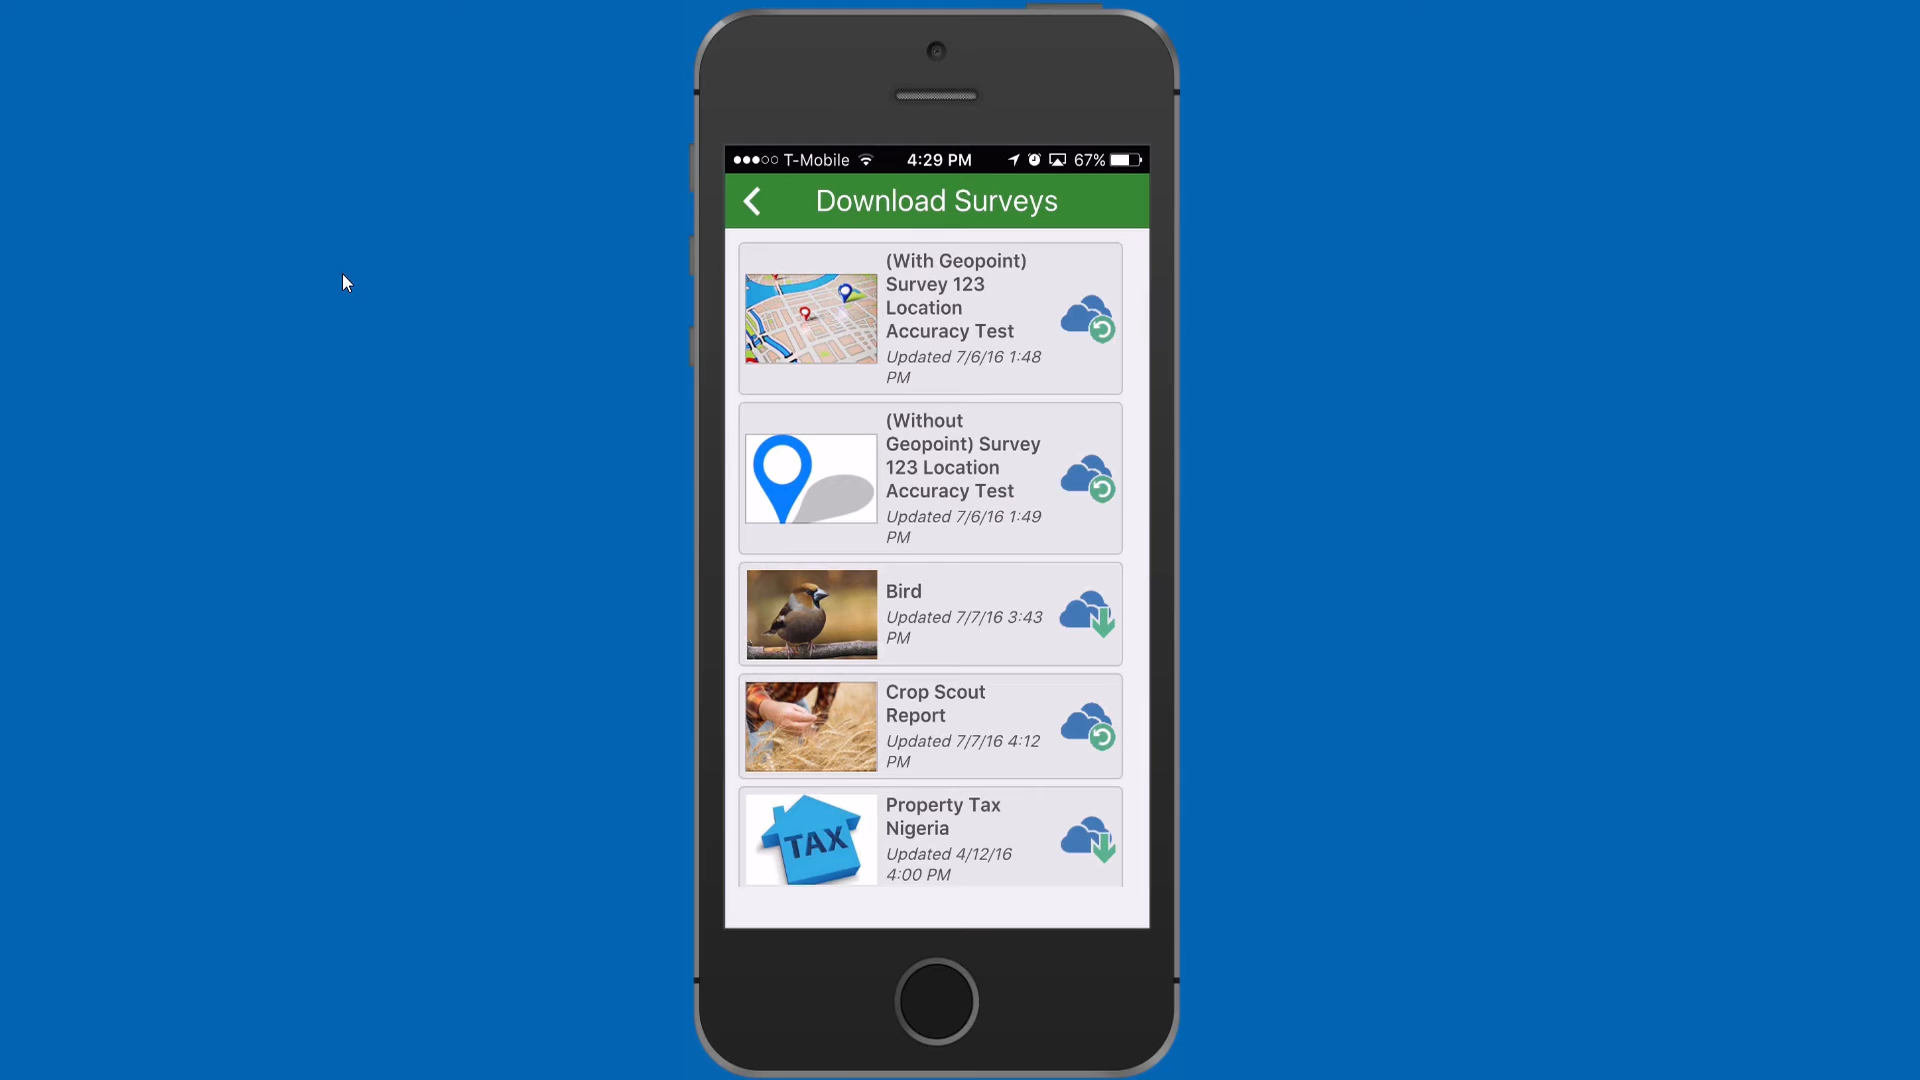 T-Mobile 4:29 PM 67%
Download Surveys
(With Geopoint)
Survey 123
Location
Accuracy Test
Updated 7/6/16 1:48
PM
(Without
Geopoint) Survey
123 Location
Accuracy Test
Updated 7/6/16 1:49
PM
Bird
Updated 7/7/16 3:43
PM
Crop Scout
Report
Updated 7/7/16 4:12
PM
TAX
Property Tax
Nigeria
Updated 4/12/16
4:00 PM